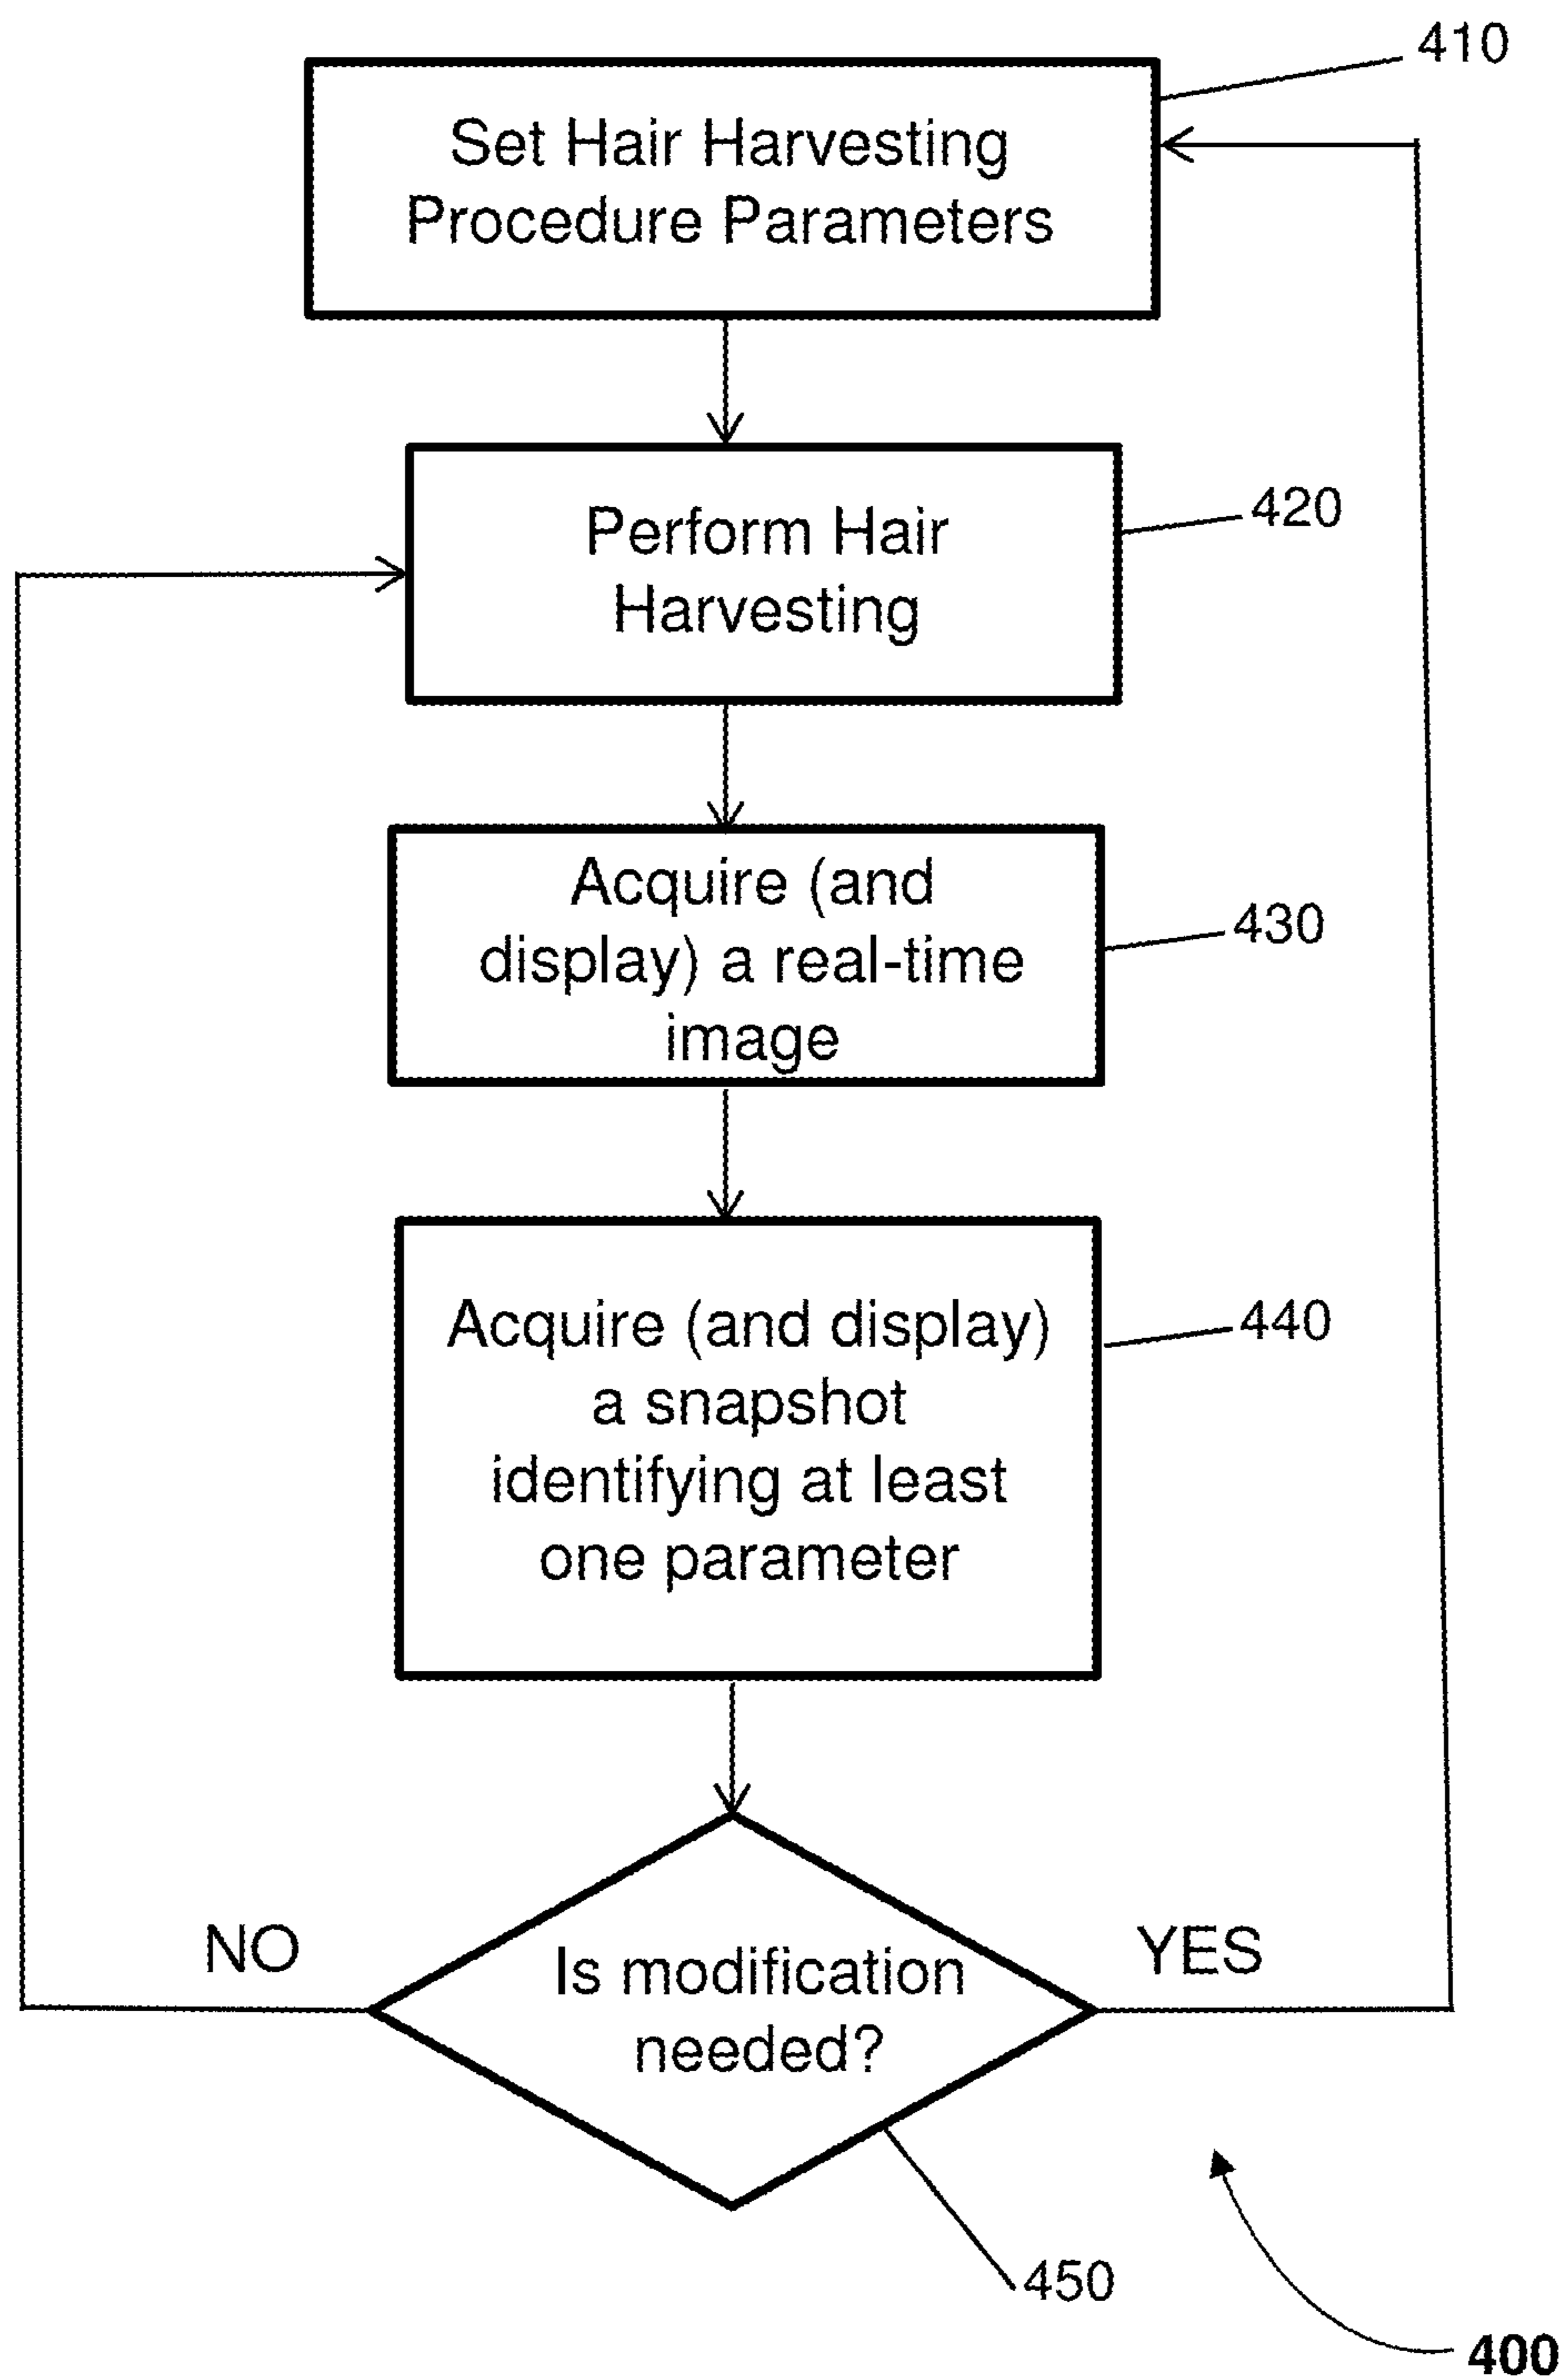 410
Set Hair Harvesting
Procedure Parameters
Perform Hair
Harvesting
420
Acquire (and
display) a real-time
image
430
Acquire (and display)
a snapshot
identifying at least
one parameter
440
NO
Is modification
needed?
YES
450
400